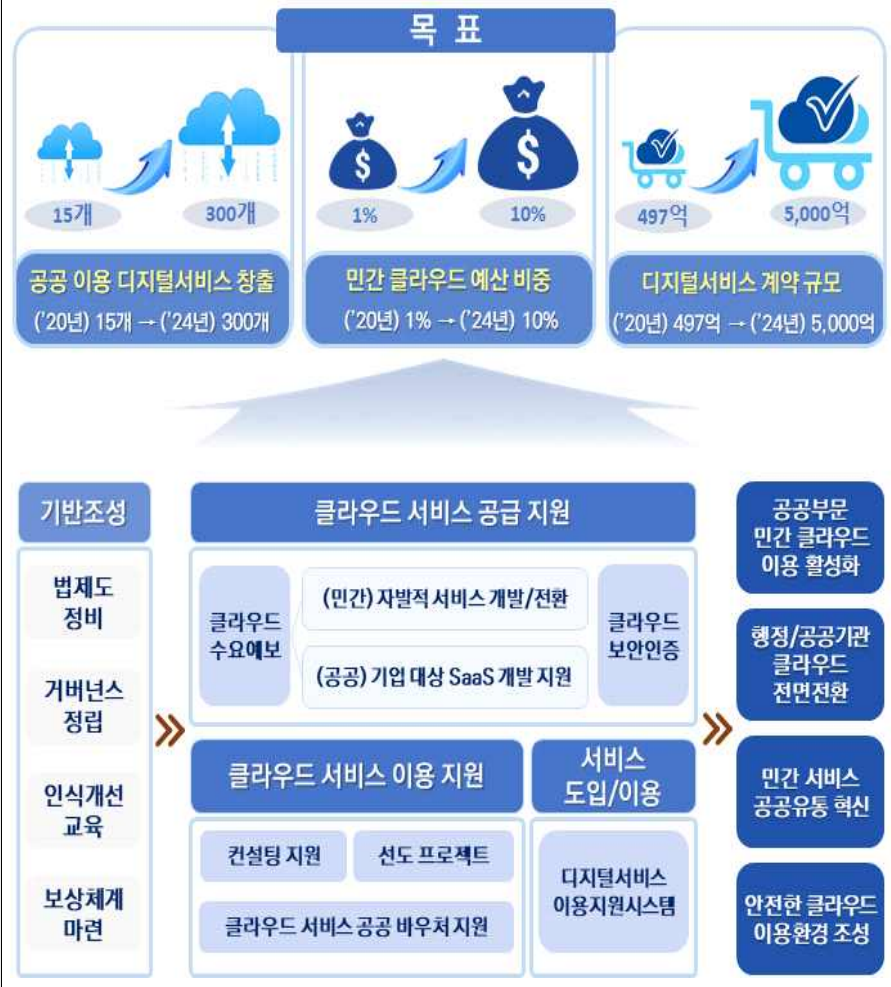 목 표
15개
300개
공공 이용 디지털서비스 창출
('20년) 15개 → ('24년) 300개
$
$
1%
10%
민간 클라우드 예산 비중
('20년) 1% → ('24년) 10%
497억
5,000억
디지털서비스 계약 규모
('20년) 497억 → ('24년) 5,000억
기반조성
법제도
정비
거버넌스
정립
인식개선
교육
보상체계
마련
클라우드 서비스 공급 지원
클라우드
수요예보
(민간) 자발적 서비스 개발/전환
(공공) 기업 대상 SaaS 개발 지원
클라우드
보안인증
클라우드 서비스 이용 지원
컨설팅 지원
선도 프로젝트
클라우드 서비스 공공 바우처 지원
서비스
도입/이용
디지털서비스
이용지원시스템
공공부문
민간 클라우드
이용 활성화
행정/공공기관
클라우드
전면전환
민간 서비스
공공유통 혁신
안전한 클라우드
이용환경 조성